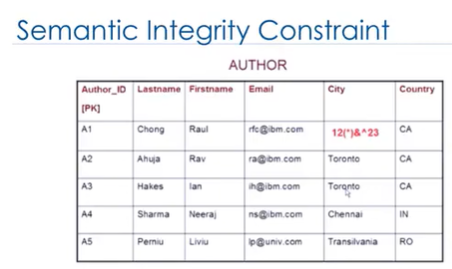 Semantic Integrity Constraint
AUTHOR
Author_ID [PK] Lastname Firstname Email City Country
A1 Chong Raul rfc@ibm.com 12(*)&^23 CA
A2 Ahuja Rav ra@ibm.com Toronto CA
A3 Hakes Ian ih@ibm.com Toronto CA
A4 Sharma Neeraj ns@ibm.com Chennai IN
A5 Perniu Liviu lp@univ.com Transilvania RO